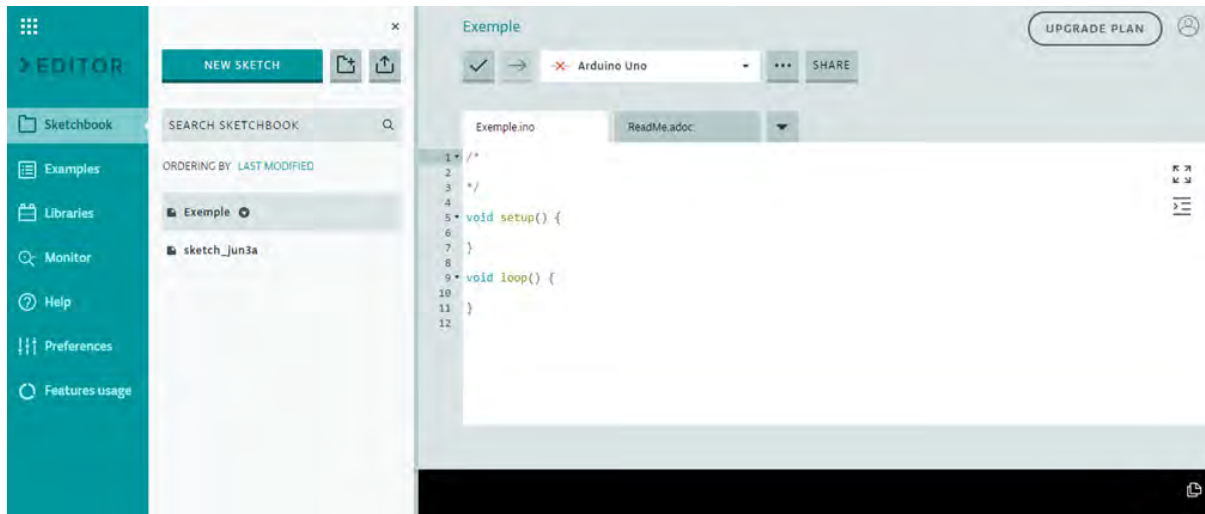 EDITOR
Sketchbook
Examples
Libraries
Monitor
Help
Preferences
Features usage
×
NEW SKETCH
SEARCH SKETCHBOOK
ORDERING BY LAST MODIFIED
Exemple
sketch_jun3a
Exemple
UPGRADE PLAN
Arduino Uno
SHARE
Exemple.ino
ReadMe.adoc
1 /*
2
3 */
4
5 void setup() {
6
7 }
8
9 void loop() {
10
11 }
12